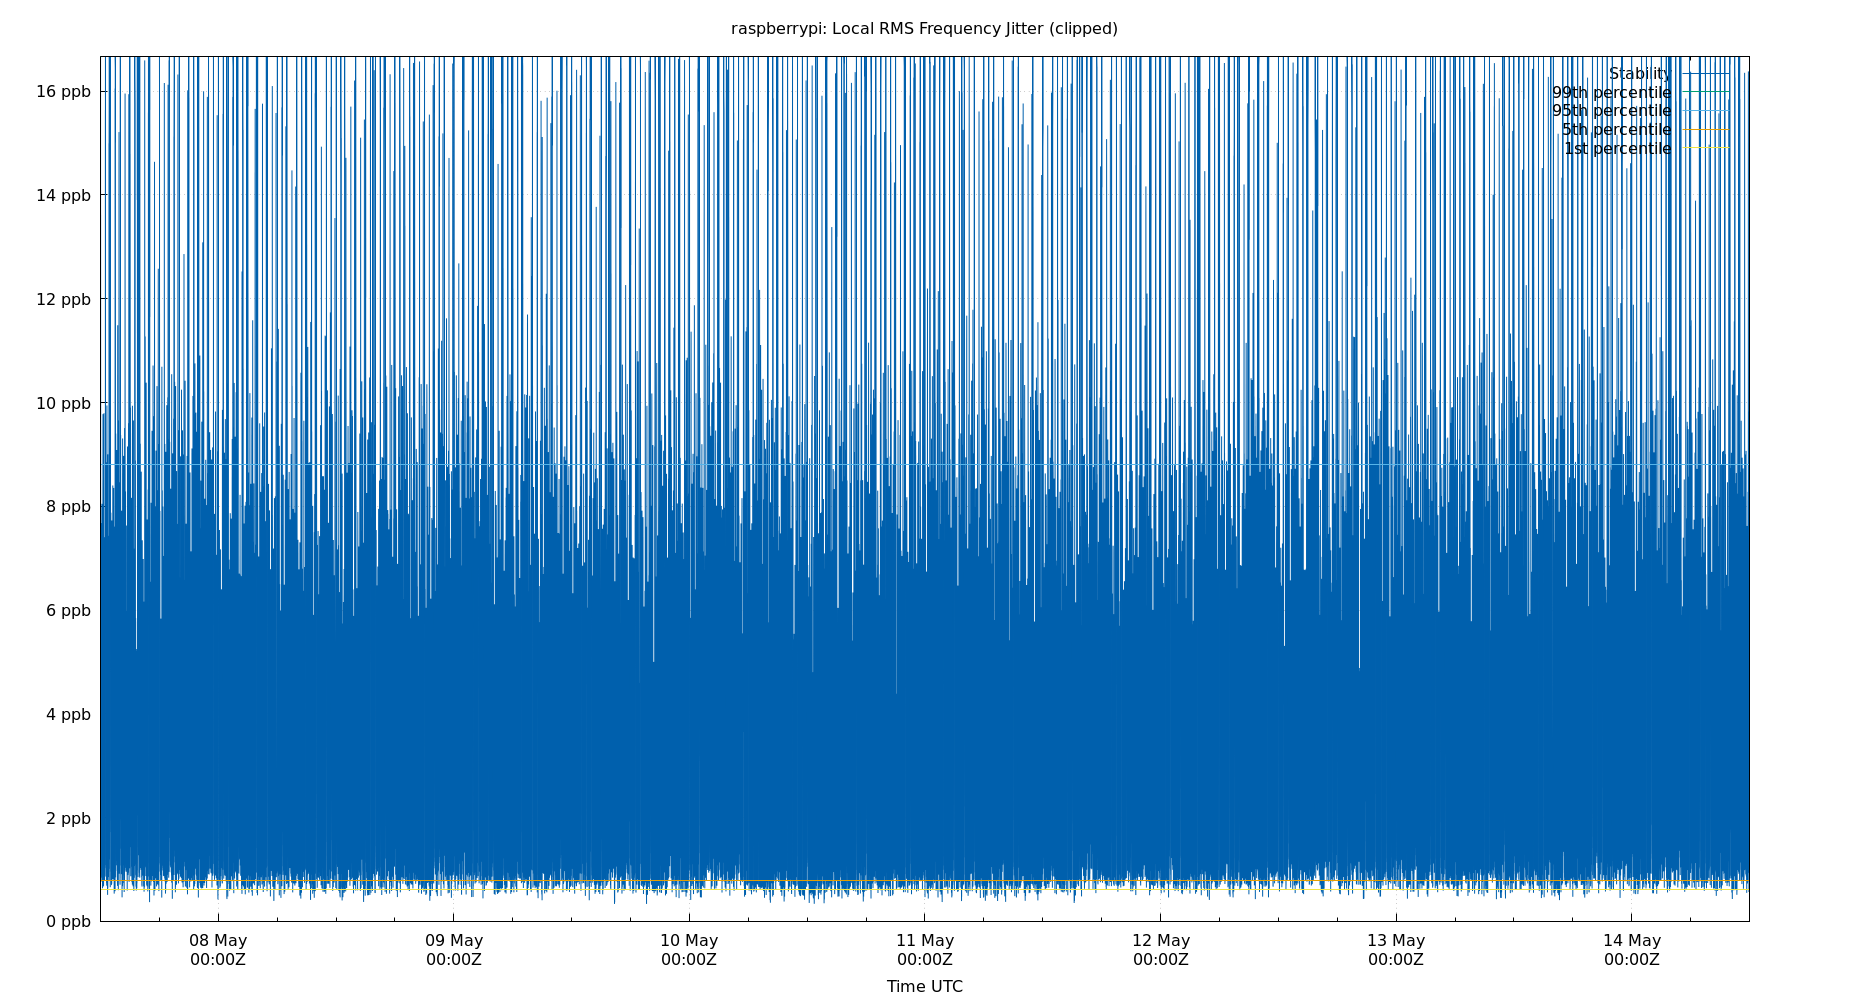 raspberrypi: Local RMS Frequency Jitter (clipped)
Stability
99th percentile
95th percentile
5th percentile
1st percentile
16 ppb
14 ppb
12 ppb
10 ppb
8 ppb
6 ppb
4 ppb
2 ppb
0 ppb
08 May 09 May 10 May 11 May 12 May 13 May 14 May
00:00Z 00:00Z 00:00Z 00:00Z 00:00Z 00:00Z 00:00Z
Time UTC